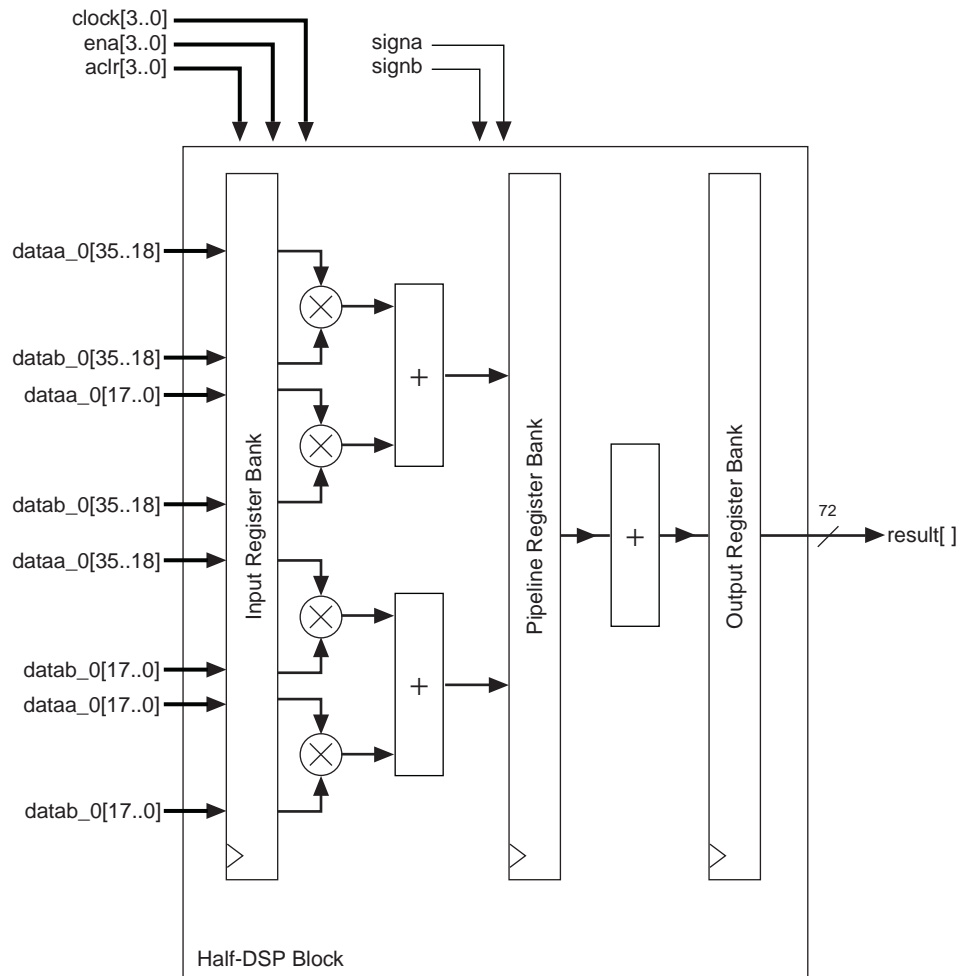 clock[3..0]
ena[3..0]
aclr[3..0]
signa
signb
dataa_0[35..18]
datab_0[35..18]
dataa_0[17..0]
datab_0[35..18]
dataa_0[35..18]
datab_0[17..0]
dataa_0[17..0]
datab_0[17..0]
Input Register Bank
+
+
Pipeline Register Bank
+
Output Register Bank
72
result[ ]
Half-DSP Block